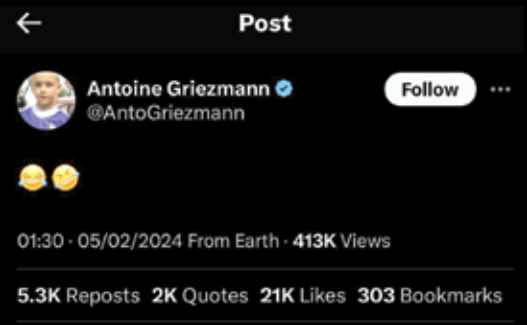 Post
Antoine Griezmann
Follow
@AntoGriezmann
😂🤣
01:30 · 05/02/2024 From Earth · 413K Views
5.3K Reposts 2K Quotes 21K Likes 303 Bookmarks